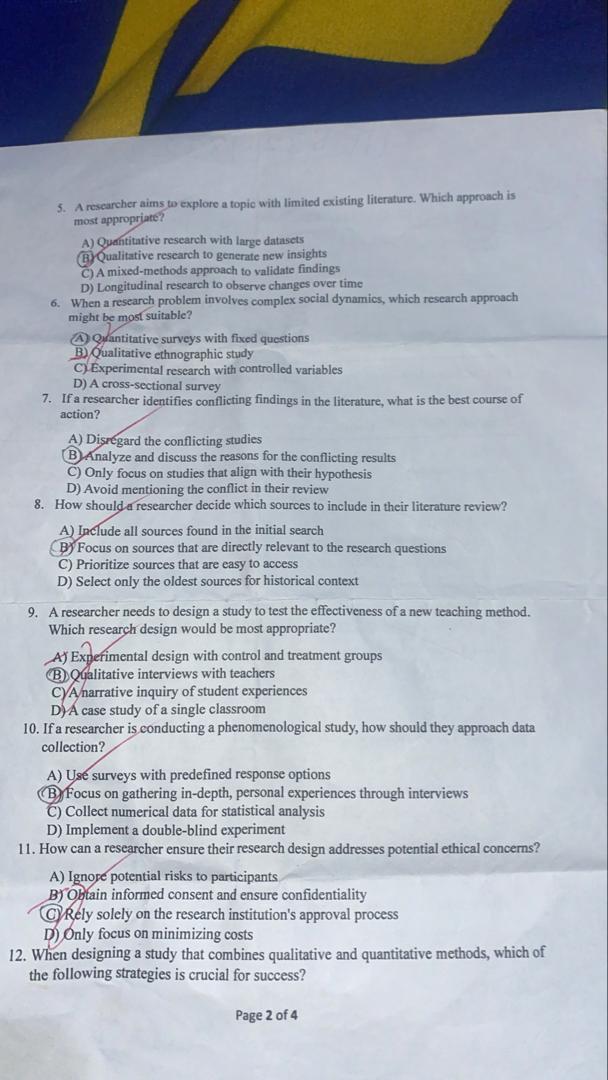 5. A researcher aims to explore a topic with limited existing literature. Which approach is
most appropriate?
A) Quantitative research with large datasets
B) Qualitative research to generate new insights
C) A mixed-methods approach to validate findings
D) Longitudinal research to observe changes over time
6. When a research problem involves complex social dynamics, which research approach
might be most suitable?
A) Quantitative surveys with fixed questions
B) Qualitative ethnographic study
C) Experimental research with controlled variables
D) A cross-sectional survey
7. If a researcher identifies conflicting findings in the literature, what is the best course of
action?
A) Disregard the conflicting studies
B) Analyze and discuss the reasons for the conflicting results
C) Only focus on studies that align with their hypothesis
D) Avoid mentioning the conflict in their review
8. How should a researcher decide which sources to include in their literature review?
A) Include all sources found in the initial search
B) Focus on sources that are directly relevant to the research questions
C) Prioritize sources that are easy to access
D) Select only the oldest sources for historical context
9. A researcher needs to design a study to test the effectiveness of a new teaching method.
Which research design would be most appropriate?
A) Experimental design with control and treatment groups
B) Qualitative interviews with teachers
C) A narrative inquiry of student experiences
D) A case study of a single classroom
10. If a researcher is conducting a phenomenological study, how should they approach data
collection?
A) Use surveys with predefined response options
B) Focus on gathering in-depth, personal experiences through interviews
C) Collect numerical data for statistical analysis
D) Implement a double-blind experiment
11. How can a researcher ensure their research design addresses potential ethical concerns?
A) Ignore potential risks to participants
B) Obtain informed consent and ensure confidentiality
C) Rely solely on the research institution's approval process
D) Only focus on minimizing costs
12. When designing a study that combines qualitative and quantitative methods, which of
the following strategies is crucial for success?
Page 2 of 4